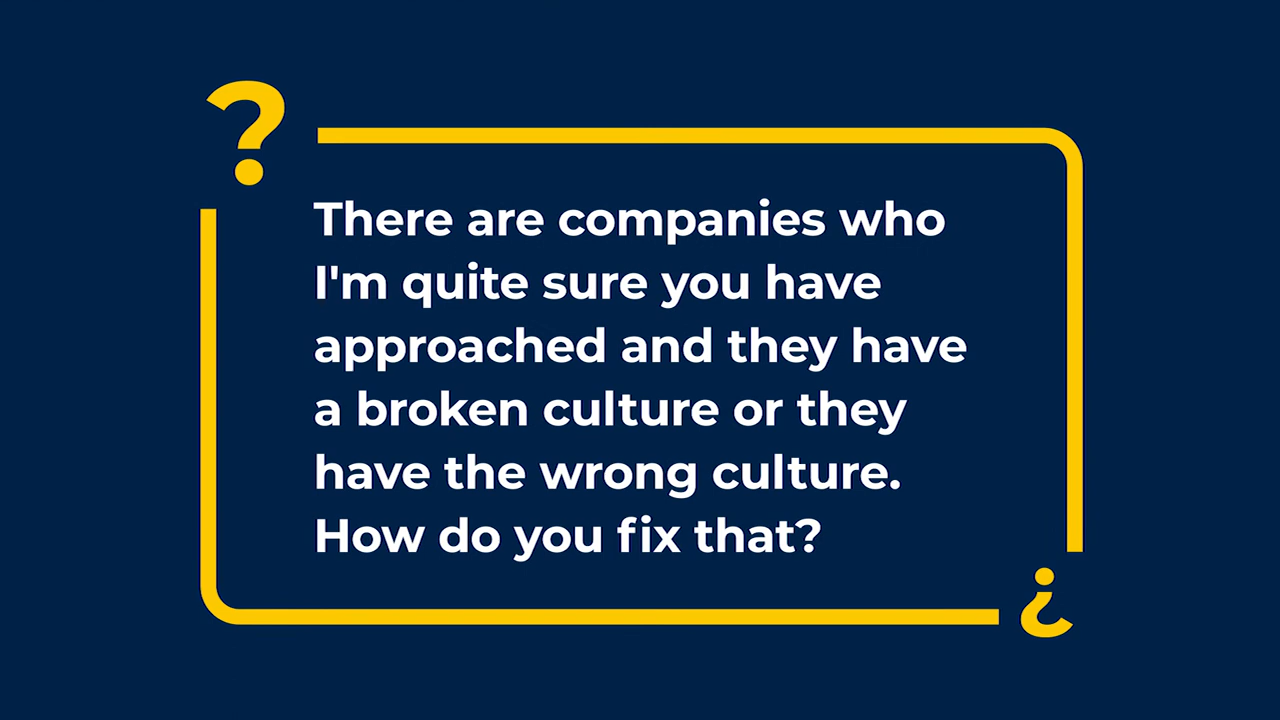 There are companies who
I'm quite sure you have
approached and they have
a broken culture or they
have the wrong culture.
How do you fix that?